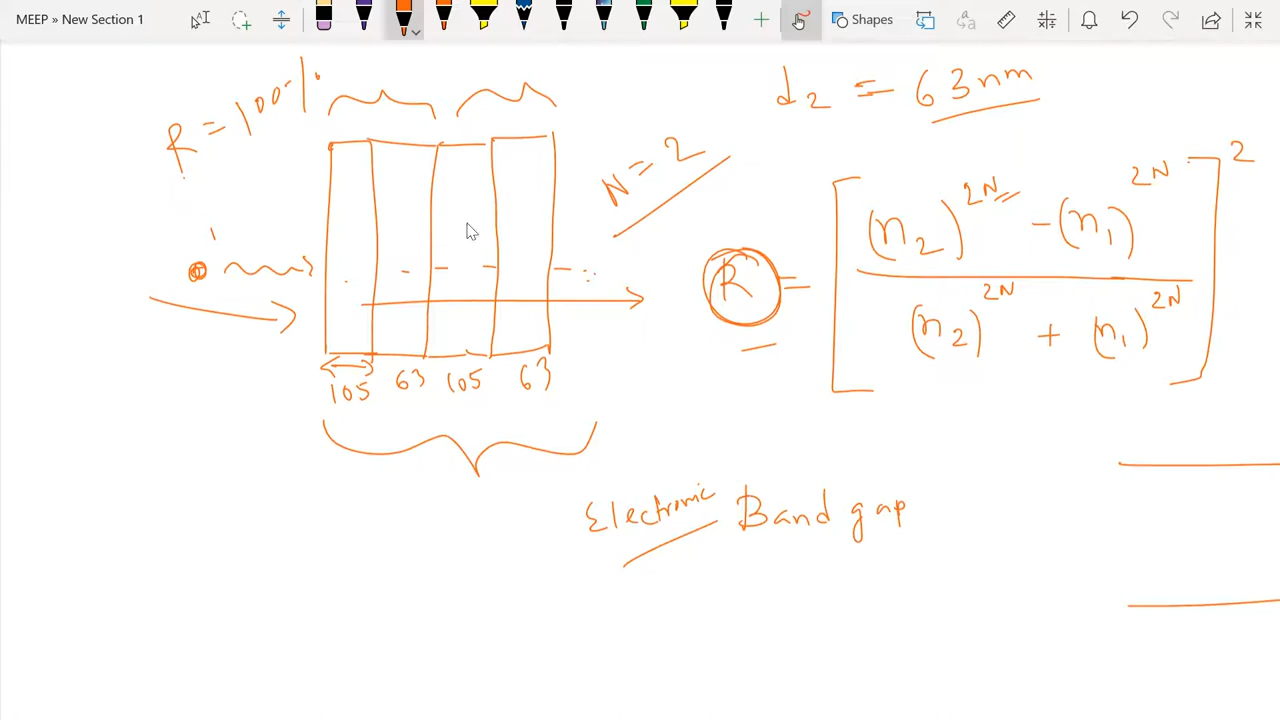 MEEP » New Section 1
Shapes
R = 100%
d2 = 63nm
N = 2
R = [ (n2)^2N - (n1)^2N / (n2)^2N + (n1)^2N ]^2
105 63 105 63
Electronic Band gap